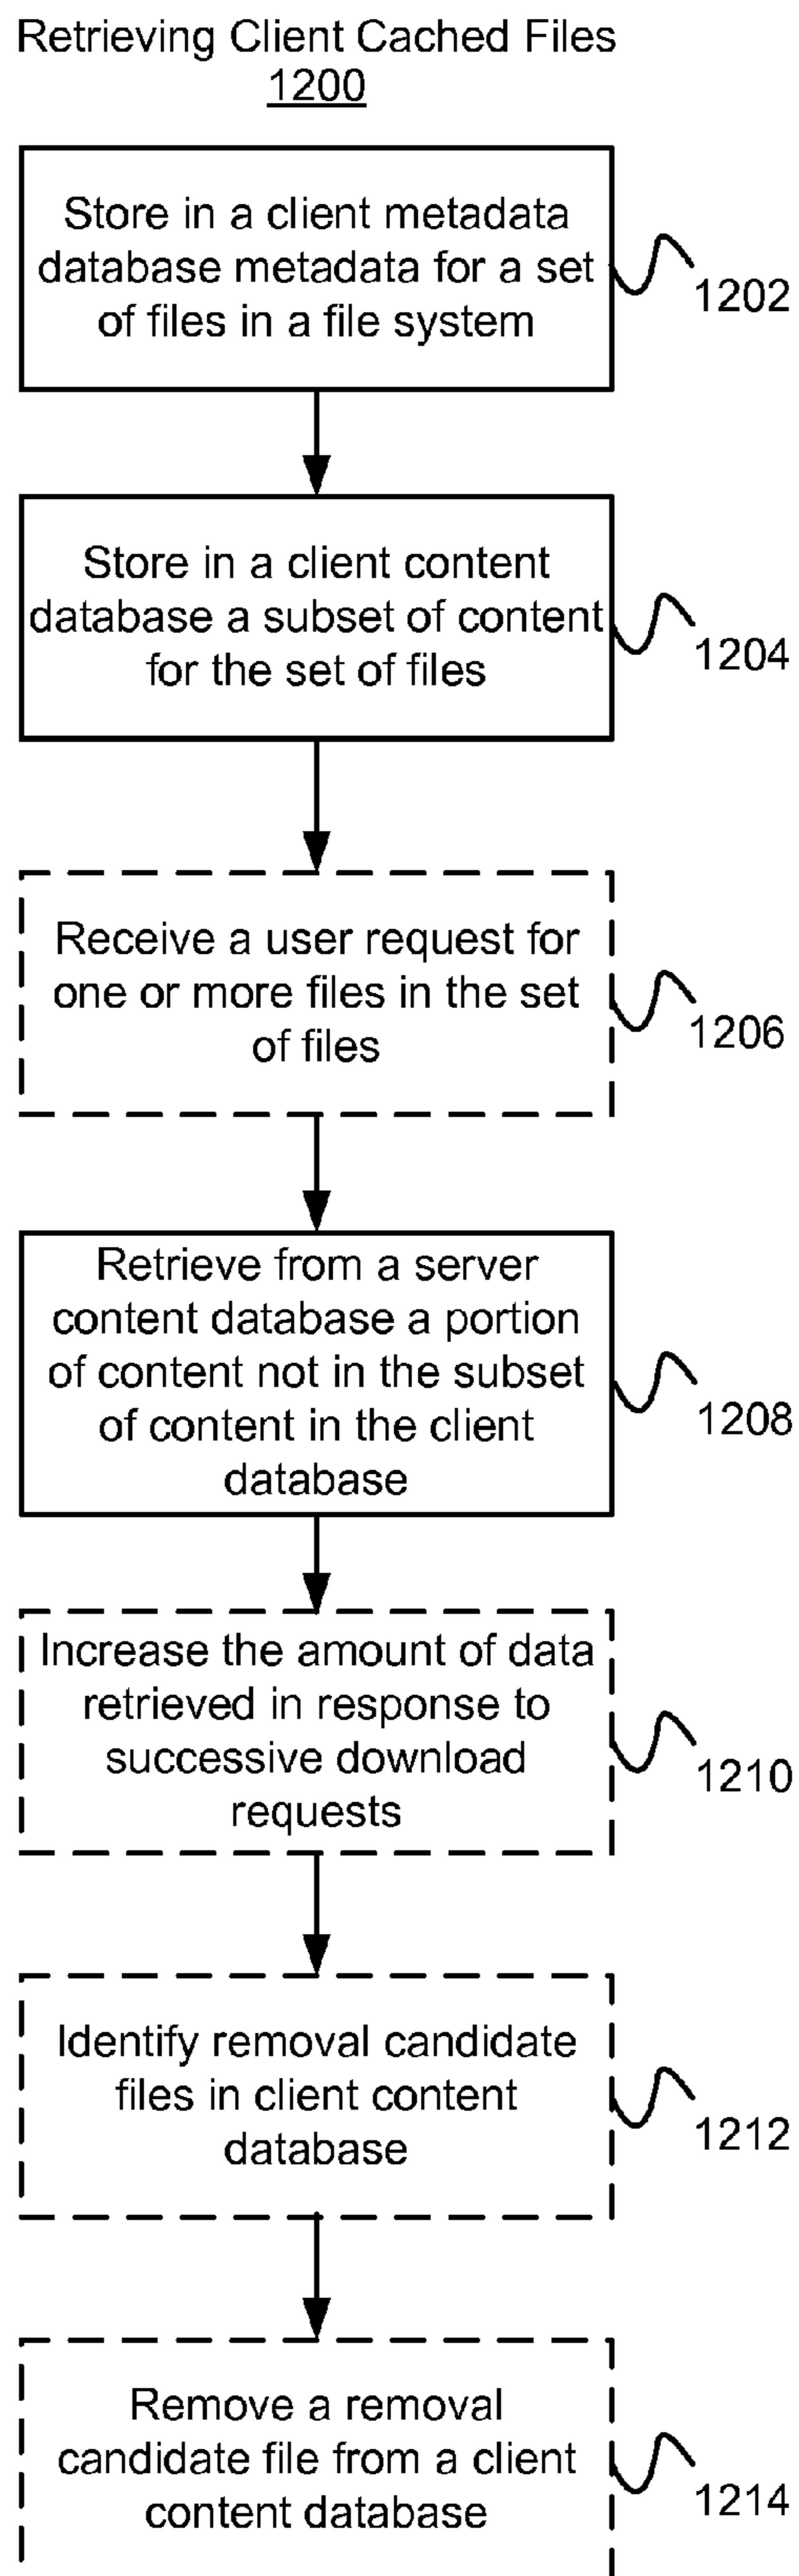 Retrieving Client Cached Files
1200
Store in a client metadata
database metadata for a set
of files in a file system
1202
Store in a client content
database a subset of content
for the set of files
1204
Receive a user request for
one or more files in the set
of files
1206
Retrieve from a server
content database a portion
of content not in the subset
of content in the client
database
1208
Increase the amount of data
retrieved in response to
successive download
requests
1210
Identify removal candidate
files in client content
database
1212
Remove a removal
candidate file from a client
content database
1214